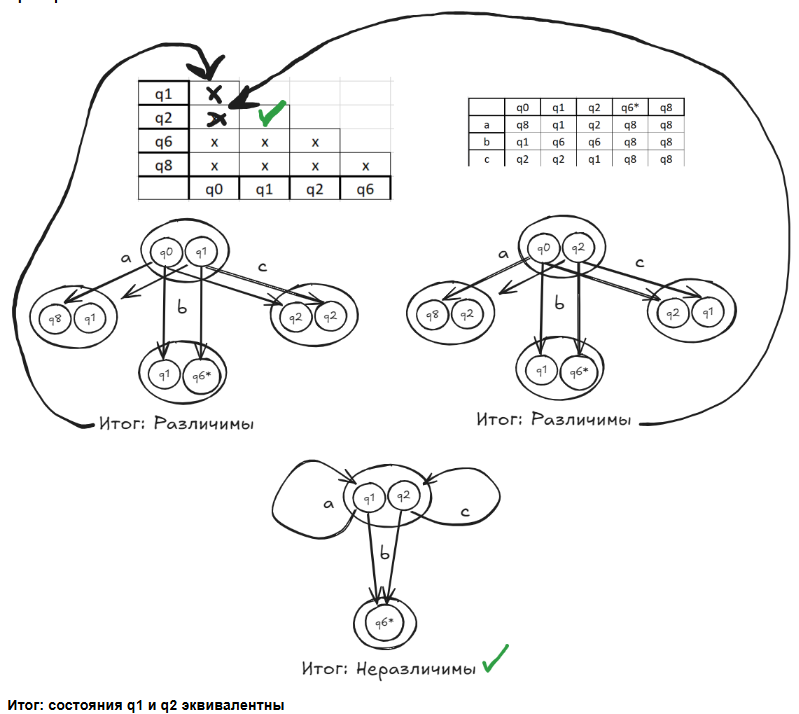 q1 x
q2 x ✓
q6 x x x
q8 x x x x
q0 q1 q2 q6
q0 q1 q2 q6* q8
a q8 q1 q2 q8 q8
b q1 q6 q6 q8 q8
c q2 q2 q1 q8 q8
q0 q1
a
c
b
q8 q1
q2 q2
q1 q6*
Итог: Различимы
q0 q2
a
c
b
q8 q2
q2 q1
q1 q6*
Итог: Различимы
q1 q2
a
c
b
q6*
Итог: Неразличимы ✓
Итог: состояния q1 и q2 эквивалентны